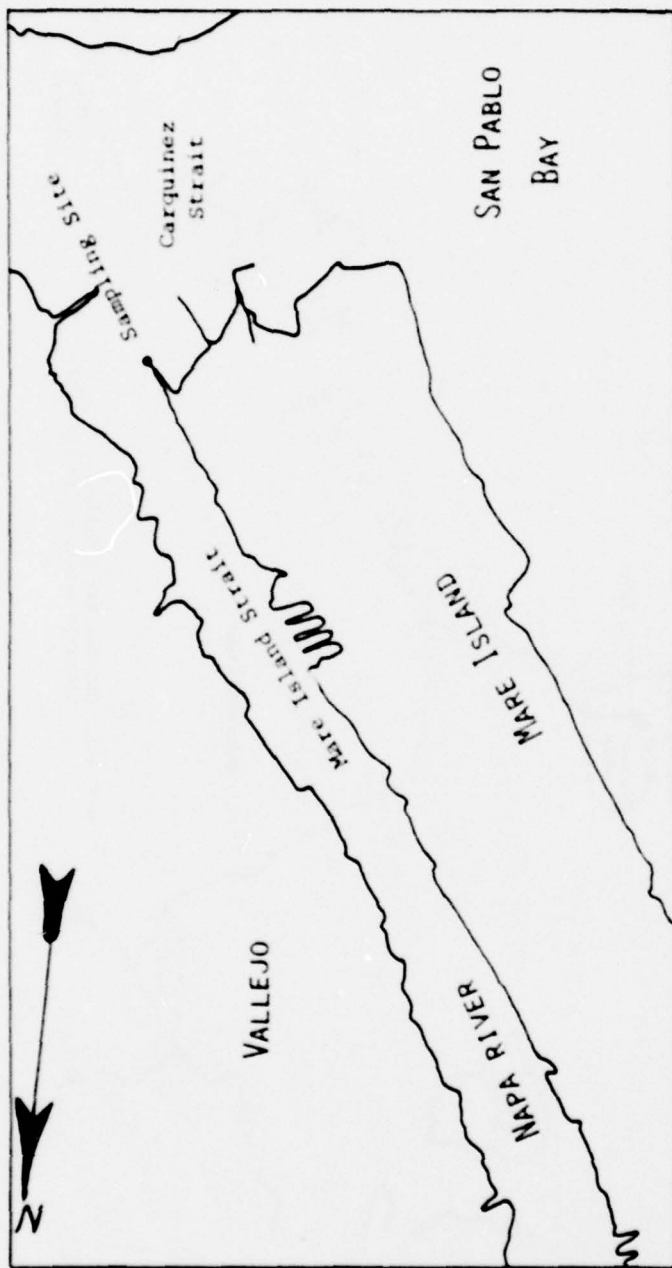 Sampling Site
Carquinez
Strait
SAN PABLO
BAY
Mare Island Strait
MARE ISLAND
VALLEJO
NAPA RIVER
N